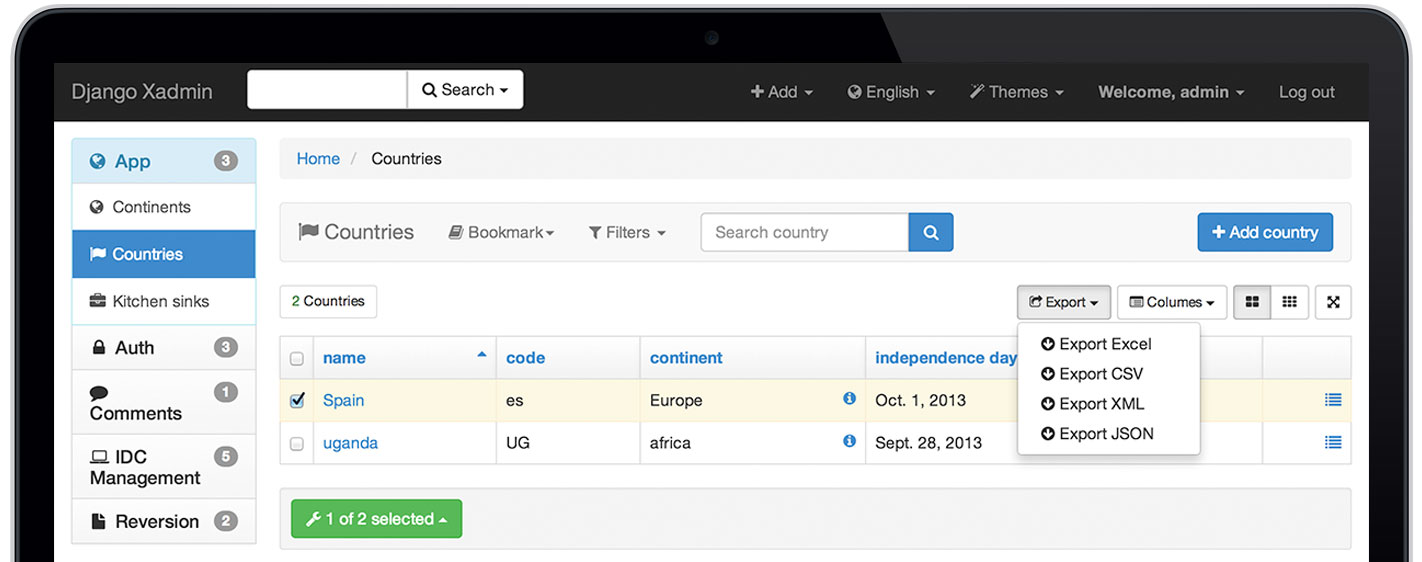 Django Xadmin Search Add English Themes Welcome, admin Log out
App 3
Continents
Countries
Kitchen sinks
Auth 3
Comments 1
IDC Management 5
Reversion 2
Home / Countries
Countries Bookmark Filters Search country Add country
2 Countries Export Columes
Export Excel
Export CSV
Export XML
Export JSON
name code continent independence day
Spain es Europe Oct. 1, 2013
uganda UG africa Sept. 28, 2013
1 of 2 selected